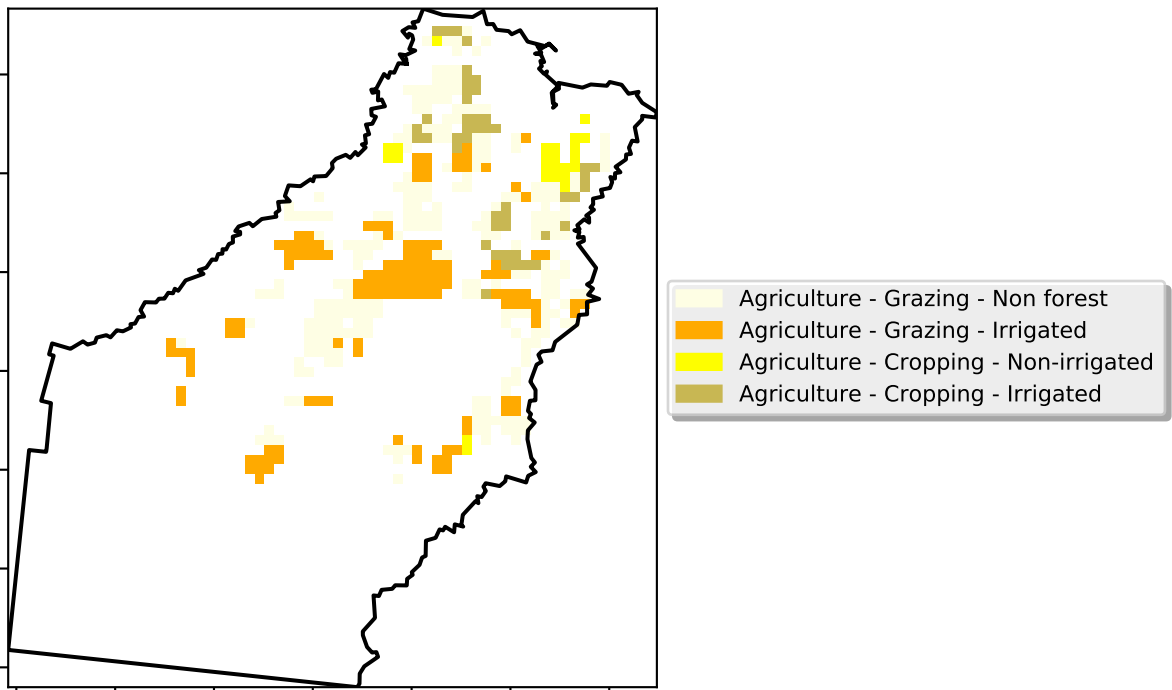 Agriculture - Grazing - Non forest
Agriculture - Grazing - Irrigated
Agriculture - Cropping - Non-irrigated
Agriculture - Cropping - Irrigated